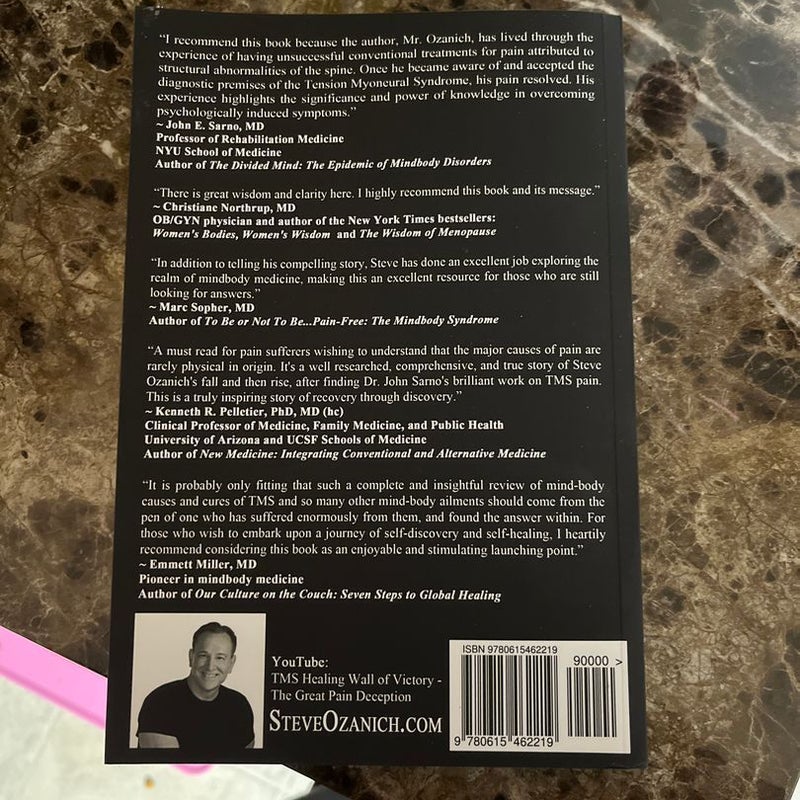 “I recommend this book because the author, Mr. Ozanich, has lived through the
experience of having unsuccessful conventional treatments for pain attributed to
structural abnormalities of the spine. Once he became aware of and accepted the
diagnostic premises of the Tension Myoneural Syndrome, his pain resolved. His
experience highlights the significance and power of knowledge in overcoming
psychologically induced symptoms.”
~ John E. Sarno, MD
Professor of Rehabilitation Medicine
NYU School of Medicine
Author of The Divided Mind: The Epidemic of Mindbody Disorders
“There is great wisdom and clarity here. I highly recommend this book and its message.”
~ Christiane Northrup, MD
OB/GYN physician and author of the New York Times bestsellers:
Women's Bodies, Women's Wisdom and The Wisdom of Menopause
“In addition to telling his compelling story, Steve has done an excellent job exploring the
realm of mindbody medicine, making this an excellent resource for those who are still
looking for answers.”
~ Marc Sopher, MD
Author of To Be or Not To Be...Pain-Free: The Mindbody Syndrome
“A must read for pain sufferers wishing to understand that the major causes of pain are
rarely physical in origin. It's a well researched, comprehensive, and true story of Steve
Ozanich's fall and then rise, after finding Dr. John Sarno's brilliant work on TMS pain.
This is a truly inspiring story of recovery through discovery.”
~ Kenneth R. Pelletier, PhD, MD (hc)
Clinical Professor of Medicine, Family Medicine, and Public Health
University of Arizona and UCSF Schools of Medicine
Author of New Medicine: Integrating Conventional and Alternative Medicine
“It is probably only fitting that such a complete and insightful review of mind-body
causes and cures of TMS and so many other mind-body ailments should come from the
pen of one who has suffered enormously from them, and found the answer within. For
those who wish to embark upon a journey of self-discovery and self-healing, I heartily
recommend considering this book as an enjoyable and stimulating launching point.”
~ Emmett Miller, MD
Pioneer in mindbody medicine
Author of Our Culture on the Couch: Seven Steps to Global Healing
YouTube:
TMS Healing Wall of Victory -
The Great Pain Deception
SteveOzanich.com
ISBN 9780615462219
90000 >
9 780615 462219